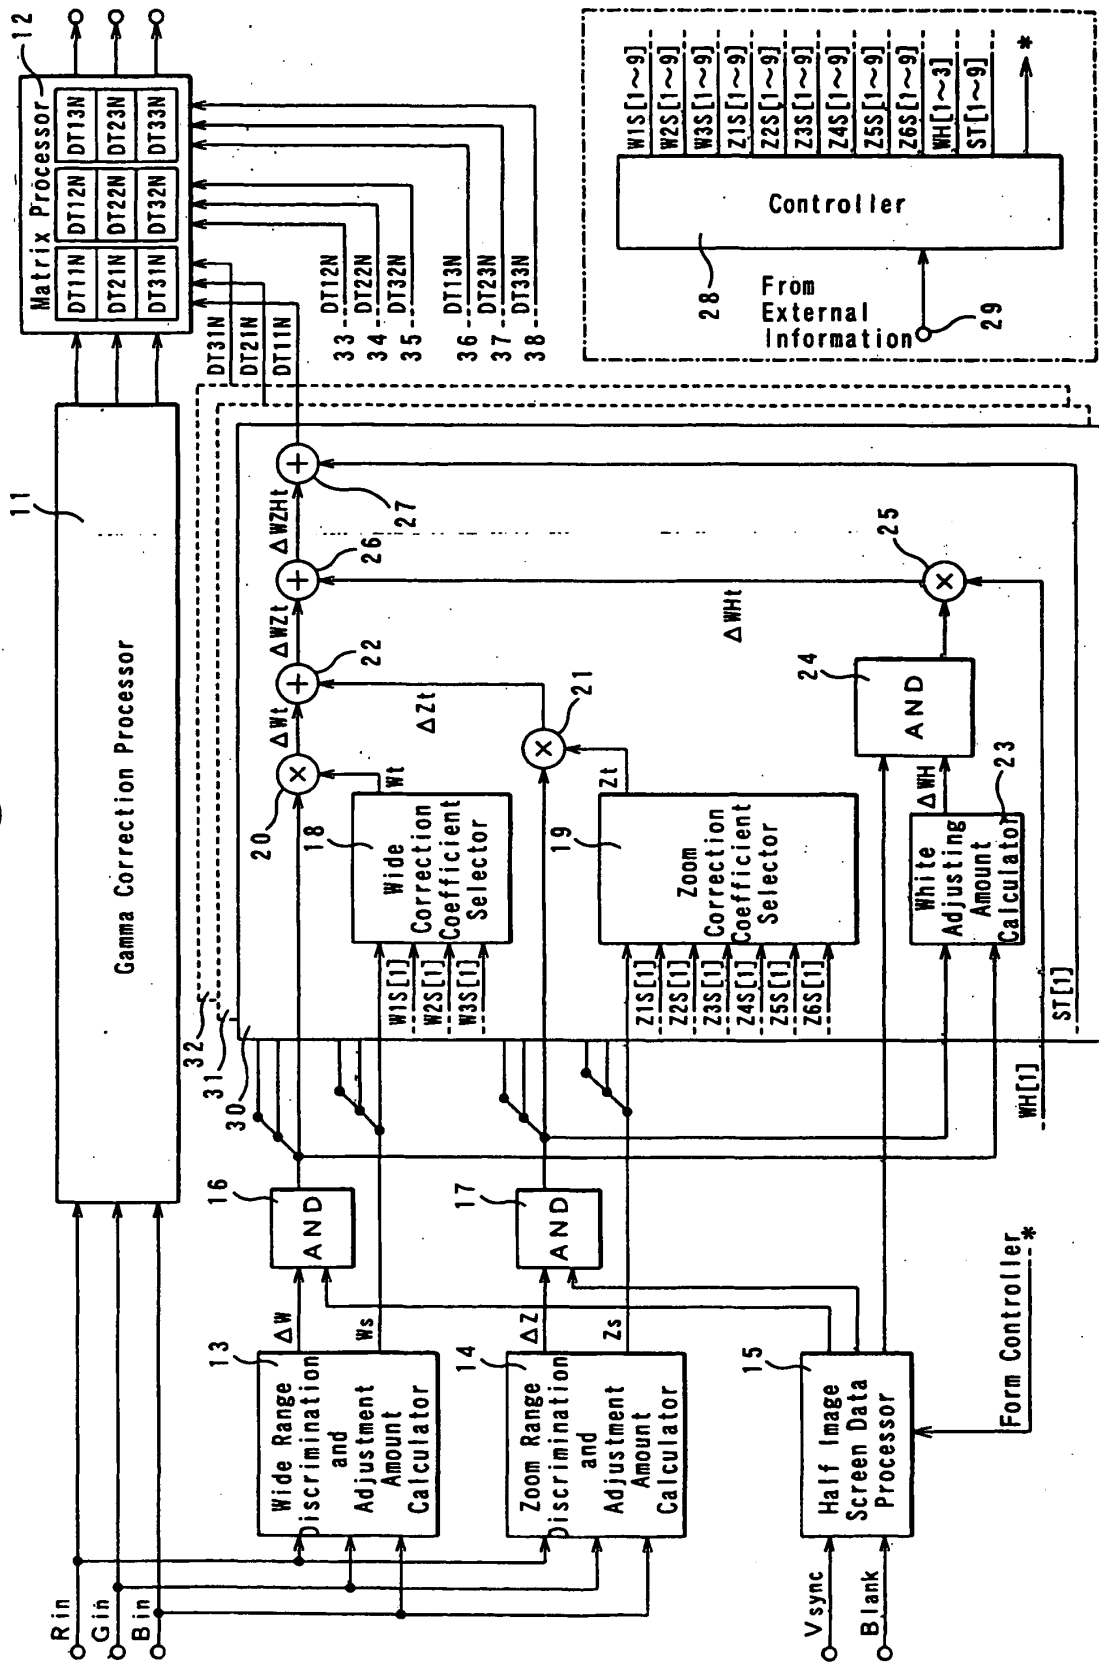 Rin
Gin
Bin
11
Gamma Correction Processor
12
Matrix Processor
DT11N
DT12N
DT13N
DT21N
DT22N
DT23N
DT31N
DT32N
DT33N
DT31N
DT21N
DT11N
33
DT12N
34
DT22N
35
DT32N
36
DT13N
37
DT23N
38
DT33N
13
Wide Range
Discrimination
and
Adjustment
Amount
Calculator
ΔW
Ws
14
Zoom Range
Discrimination
and
Adjustment
Amount
Calculator
ΔZ
Zs
15
Half Image
Screen Data
Processor
Vsync
Blank
Form Controller
*
16
AND
17
AND
30
31
32
18
Wide
Correction
Coefficient
Selector
W1S[1]
W2S[1]
W3S[1]
Wt
20
×
ΔWt
22
+
ΔWZt
26
+
ΔWZHt
27
+
19
Zoom
Correction
Coefficient
Selector
Z1S[1]
Z2S[1]
Z3S[1]
Z4S[1]
Z5S[1]
Z6S[1]
Zt
21
×
ΔZt
23
White
Adjusting
Amount
Calculator
ΔWH
24
AND
25
×
ΔWHt
WH[1]
ST[1]
28
Controller
From
External
Information
29
W1S[1~9]
W2S[1~9]
W3S[1~9]
Z1S[1~9]
Z2S[1~9]
Z3S[1~9]
Z4S[1~9]
Z5S[1~9]
Z6S[1~9]
WH[1~3]
ST[1~9]
*